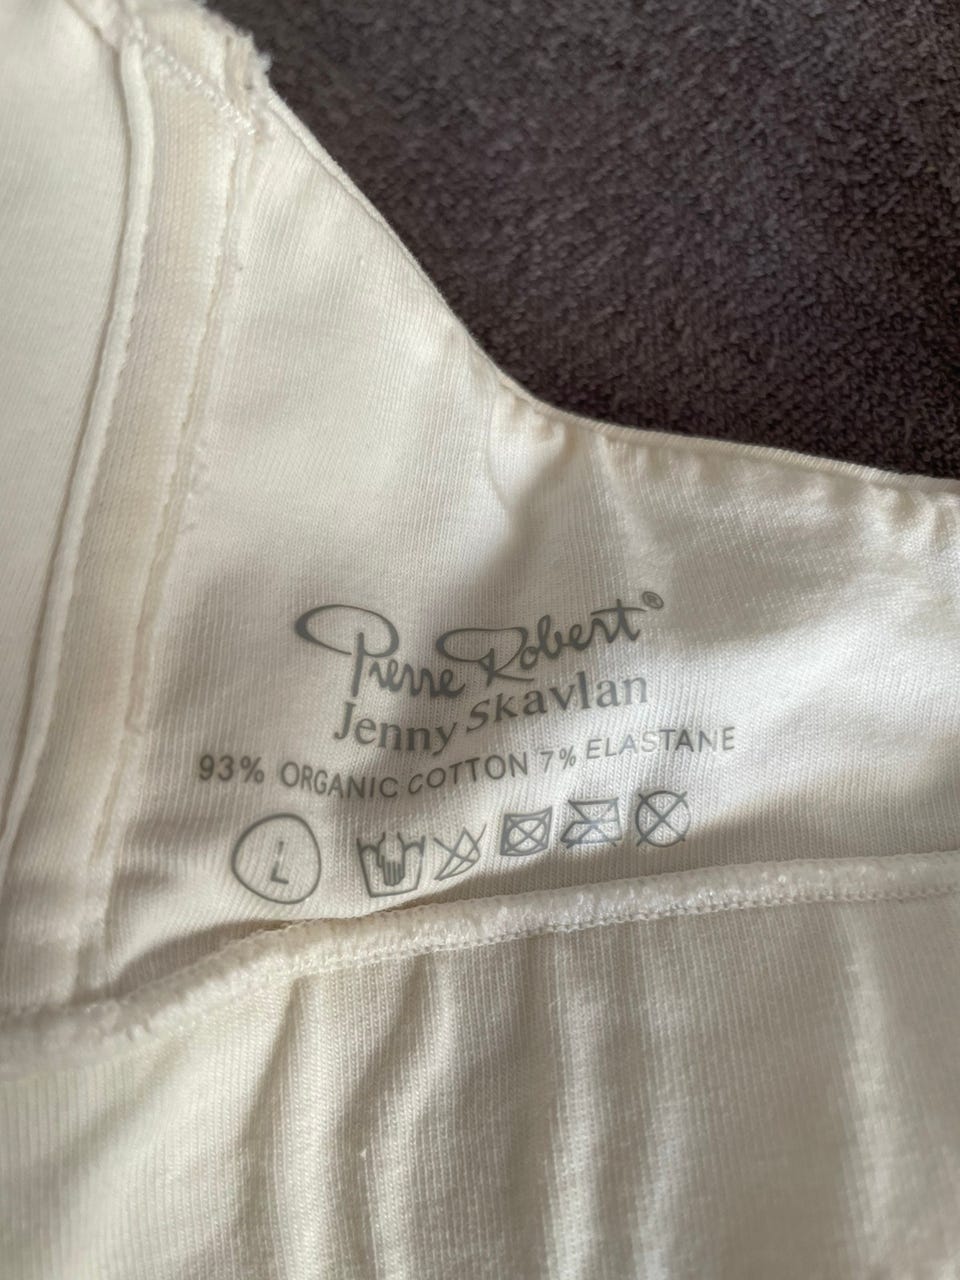 Pierre Robert®
Jenny Skavlan
93% ORGANIC COTTON 7% ELASTANE
L